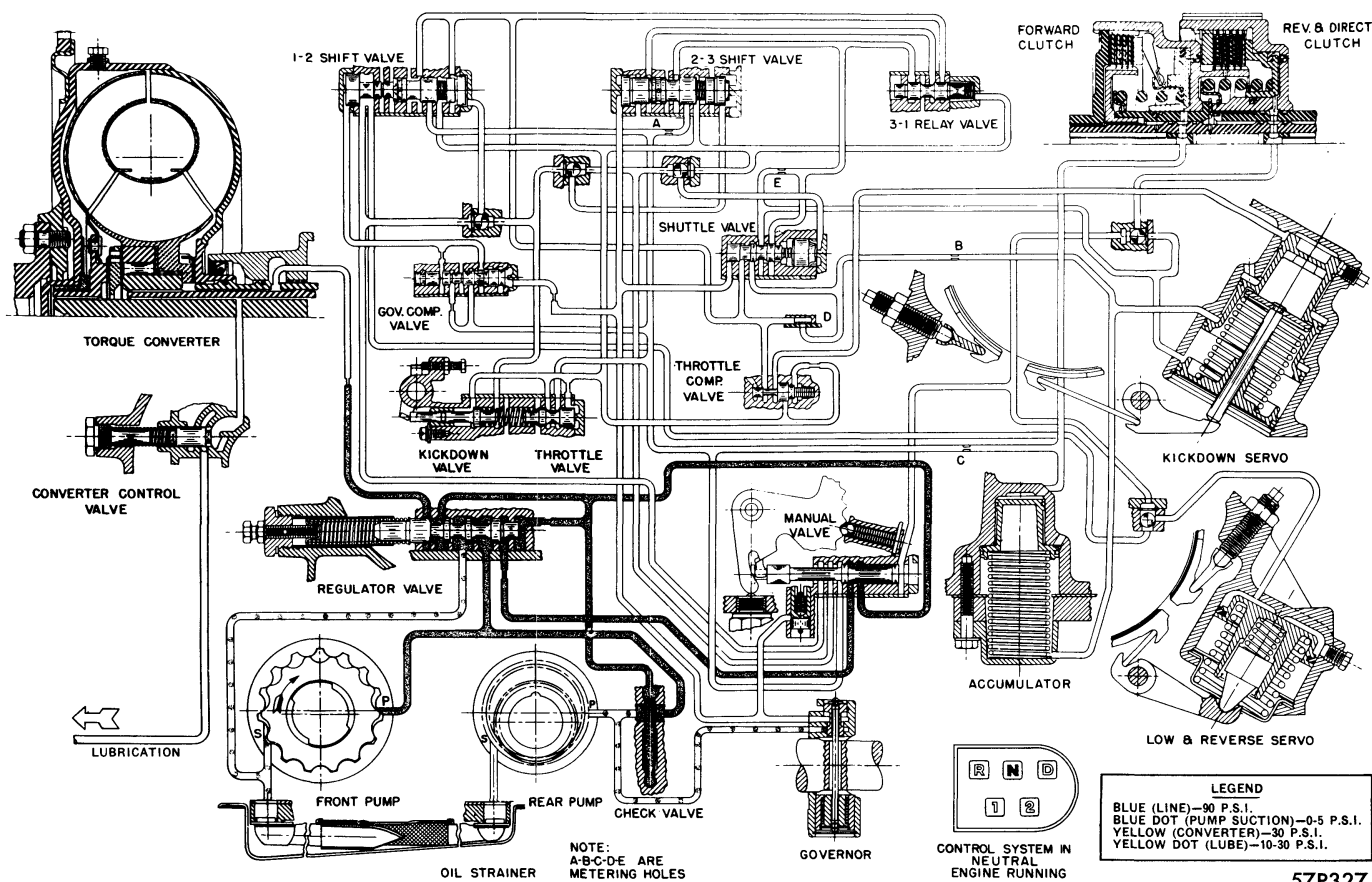 FORWARD
CLUTCH
REV. & DIRECT
CLUTCH
1-2 SHIFT VALVE
2-3 SHIFT VALVE
A
3-1 RELAY VALVE
E
SHUTTLE VALVE
B
GOV. COMP.
VALVE
D
TORQUE CONVERTER
THROTTLE
COMP.
VALVE
KICKDOWN
VALVE
THROTTLE
VALVE
C
KICKDOWN SERVO
CONVERTER CONTROL
VALVE
MANUAL
VALVE
REGULATOR VALVE
ACCUMULATOR
P
S
P
S
LUBRICATION
LOW & REVERSE SERVO
FRONT PUMP
REAR PUMP
CHECK VALVE
R N D
1 2
GOVERNOR
CONTROL SYSTEM IN
NEUTRAL
ENGINE RUNNING
OIL STRAINER
NOTE:
A-B-C-D-E ARE
METERING HOLES
LEGEND
BLUE (LINE)—90 P.S.I.
BLUE DOT (PUMP SUCTION)—0-5 P.S.I.
YELLOW (CONVERTER)—30 P.S.I.
YELLOW DOT (LUBE)—10-30 P.S.I.
57P327